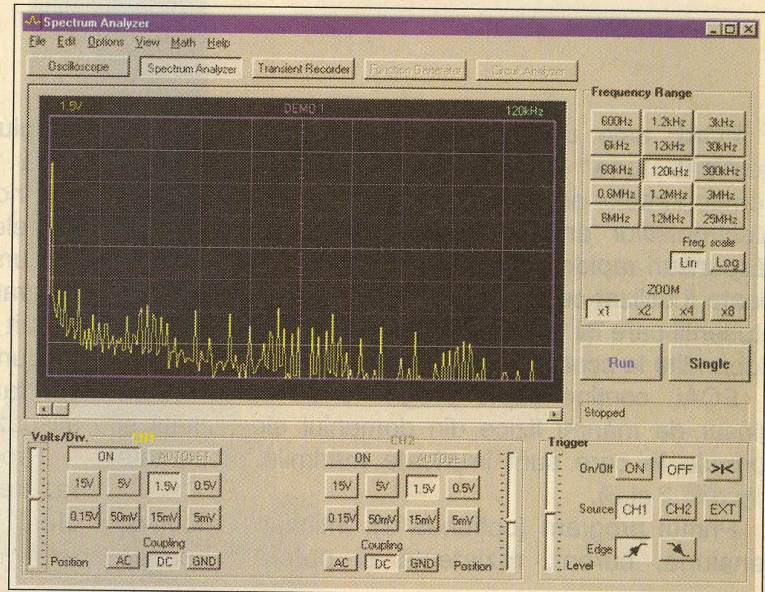 Spectrum Analyzer
File Edit Options View Math Help
Oscilloscope Spectrum Analyzer Transient Recorder Function Generator Circuit Analyzer
1.5V DEMO 1 120kHz
Frequency Range
600Hz 1.2kHz 3kHz
6kHz 12kHz 30kHz
60kHz 120kHz 300kHz
0.6MHz 1.2MHz 3MHz
6MHz 12MHz 25MHz
Freq. scale
Lin Log
ZOOM
x1 x2 x4 x8
Run Single
Stopped
Volts/Div. CH1
ON AUTOSET
15V 5V 1.5V 0.5V
0.15V 50mV 15mV 5mV
Coupling
Position AC DC GND
CH2
ON AUTOSET
15V 5V 1.5V 0.5V
0.15V 50mV 15mV 5mV
Coupling
AC DC GND Position
Trigger
On/Off ON OFF
Source CH1 CH2 EXT
Edge
Level